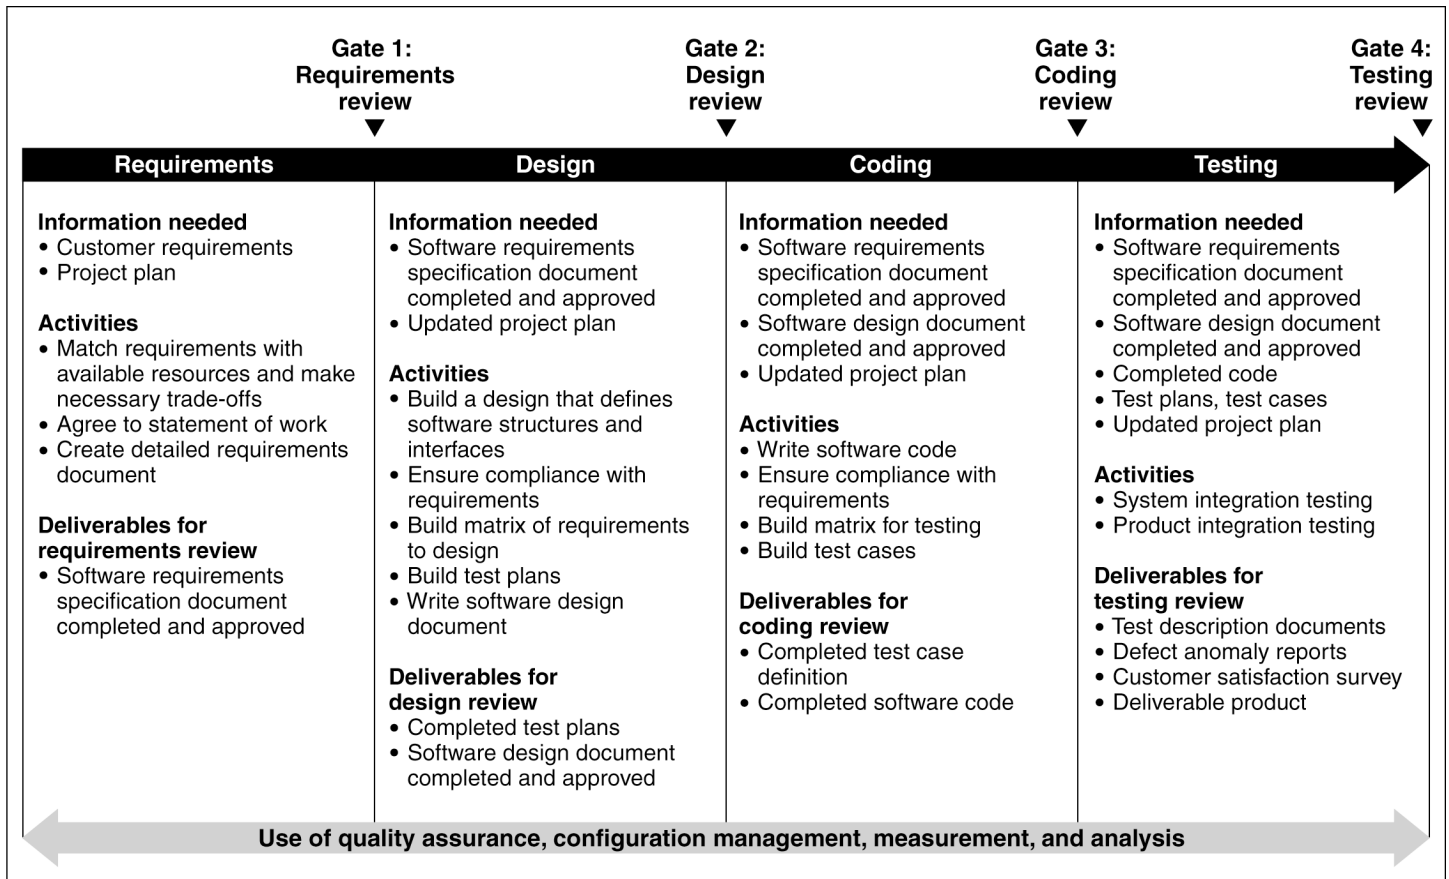 Gate 1:
Requirements
review
Gate 2:
Design
review
Gate 3:
Coding
review
Gate 4:
Testing
review
Requirements
Design
Coding
Testing
Information needed
• Customer requirements
• Project plan
Activities
• Match requirements with
available resources and make
necessary trade-offs
• Agree to statement of work
• Create detailed requirements
document
Deliverables for
requirements review
• Software requirements
specification document
completed and approved
Information needed
• Software requirements
specification document
completed and approved
• Updated project plan
Activities
• Build a design that defines
software structures and
interfaces
• Ensure compliance with
requirements
• Build matrix of requirements
to design
• Build test plans
• Write software design
document
Deliverables for
design review
• Completed test plans
• Software design document
completed and approved
Information needed
• Software requirements
specification document
completed and approved
• Software design document
completed and approved
• Updated project plan
Activities
• Write software code
• Ensure compliance with
requirements
• Build matrix for testing
• Build test cases
Deliverables for
coding review
• Completed test case
definition
• Completed software code
Information needed
• Software requirements
specification document
completed and approved
• Software design document
completed and approved
• Completed code
• Test plans, test cases
• Updated project plan
Activities
• System integration testing
• Product integration testing
Deliverables for
testing review
• Test description documents
• Defect anomaly reports
• Customer satisfaction survey
• Deliverable product
Use of quality assurance, configuration management, measurement, and analysis